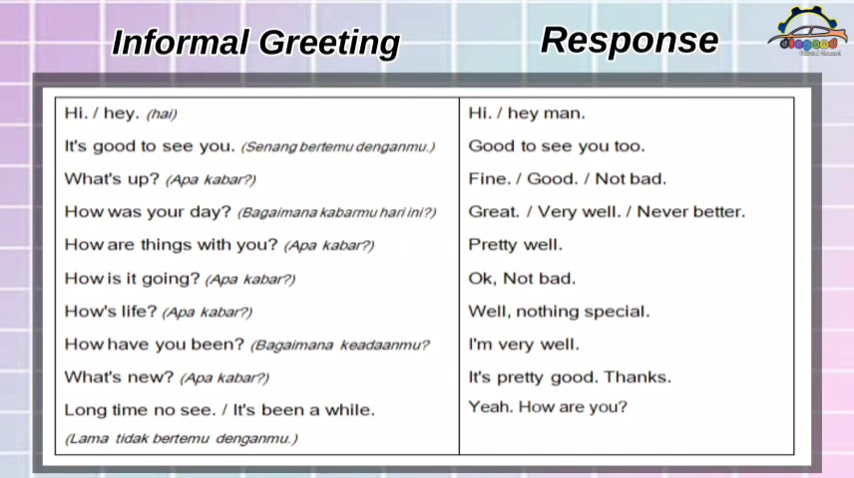 Informal Greeting Response
Hi. / hey. (hai) Hi. / hey man.
It's good to see you. (Senang bertemu denganmu.) Good to see you too.
What's up? (Apa kabar?) Fine. / Good. / Not bad.
How was your day? (Bagaimana kabarmu hari ini?) Great. / Very well. / Never better.
How are things with you? (Apa kabar?) Pretty well.
How is it going? (Apa kabar?) Ok, Not bad.
How's life? (Apa kabar?) Well, nothing special.
How have you been? (Bagaimana keadaanmu? I'm very well.
What's new? (Apa kabar?) It's pretty good. Thanks.
Long time no see. / It's been a while. Yeah. How are you?
(Lama tidak bertemu denganmu.)